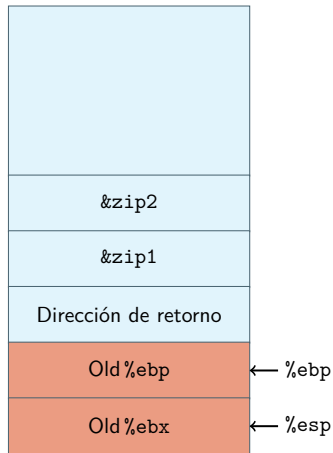 &zip2
&zip1
Dirección de retorno
Old %ebp
%ebp
Old %ebx
%esp